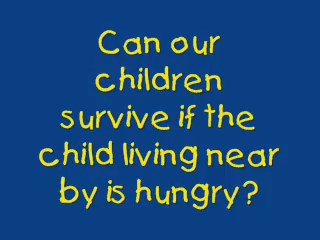 Can our
children
survive if the
child living near
by is hungry?